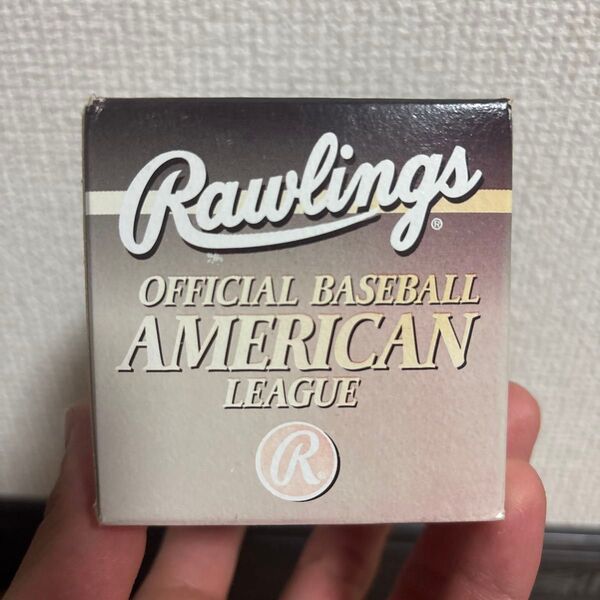 Rawlings®
OFFICIAL BASEBALL
AMERICAN
LEAGUE
R®